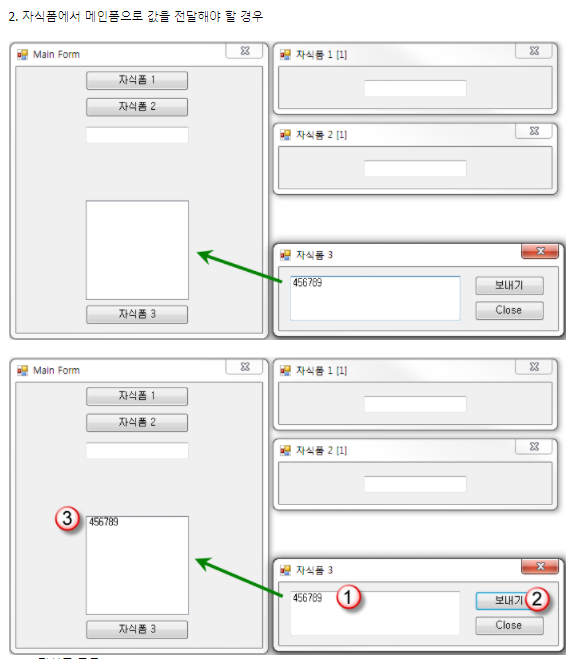 2. 자식폼에서 메인폼으로 값을 전달해야 할 경우
Main Form
자식폼 1
자식폼 2
자식폼 3
자식폼 1 [1]
자식폼 2 [1]
자식폼 3
456789
보내기
Close
Main Form
자식폼 1
자식폼 2
3
456789
자식폼 3
자식폼 1 [1]
자식폼 2 [1]
자식폼 3
456789
1
보내기
2
Close